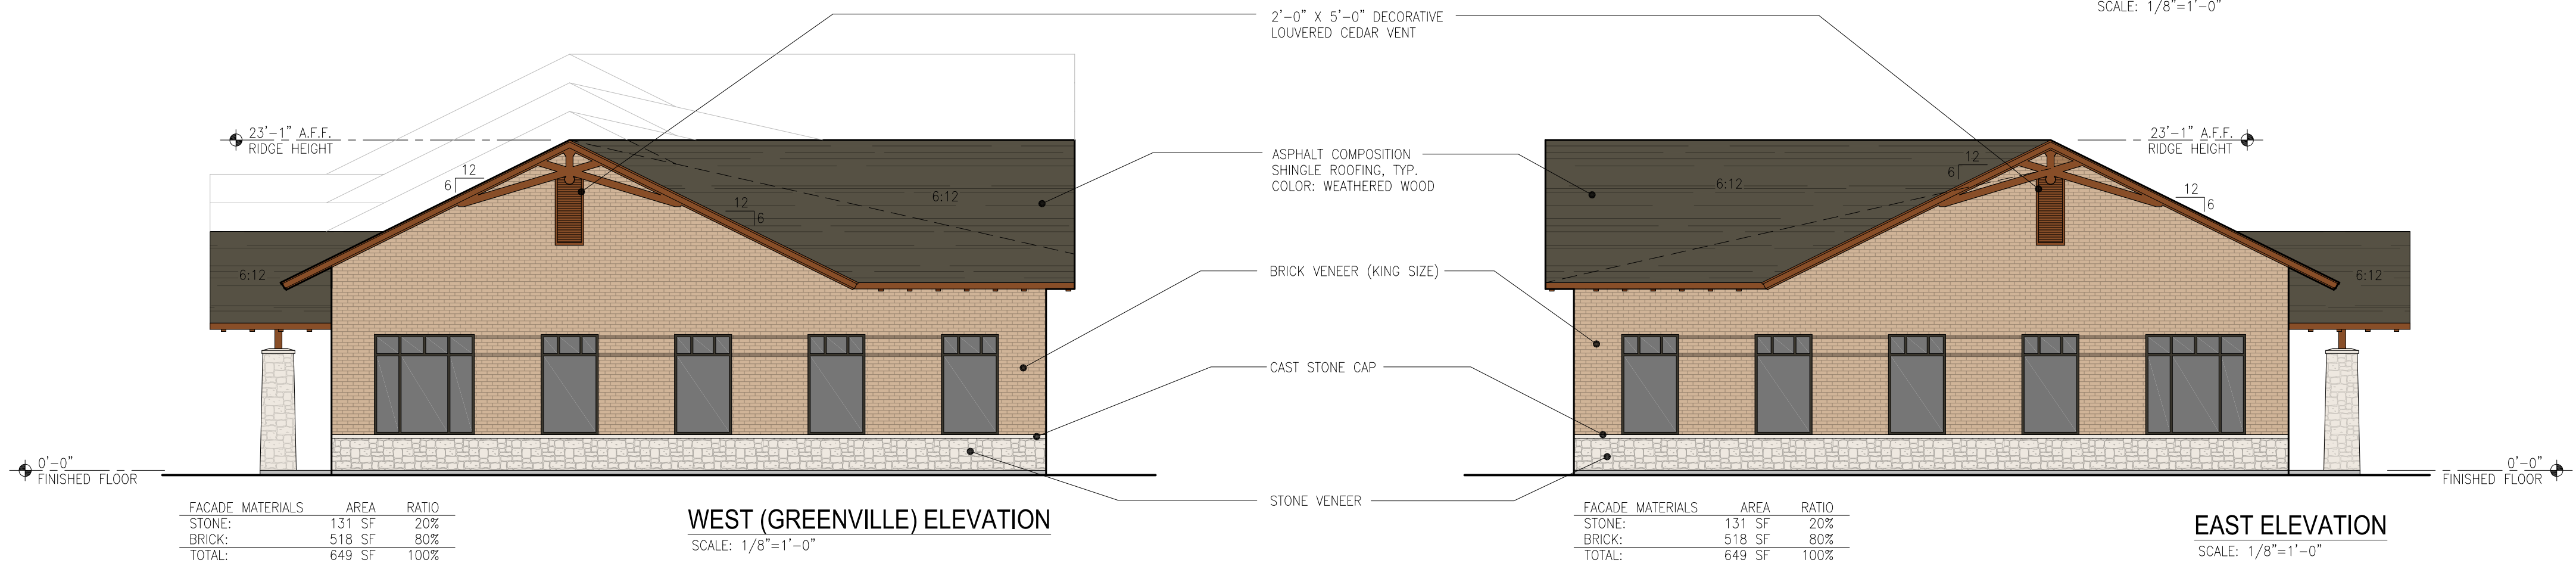 SCALE: 1/8"=1'-0"
2'-0" X 5'-0" DECORATIVE
LOUVERED CEDAR VENT
23'-1" A.F.F.
RIDGE HEIGHT
12
6
12
6
6:12
6:12
ASPHALT COMPOSITION
SHINGLE ROOFING, TYP.
COLOR: WEATHERED WOOD
BRICK VENEER (KING SIZE)
CAST STONE CAP
STONE VENEER
6:12
12
6
12
6
6:12
23'-1" A.F.F.
RIDGE HEIGHT
0'-0"
FINISHED FLOOR
0'-0"
FINISHED FLOOR
FACADE MATERIALS AREA RATIO
STONE: 131 SF 20%
BRICK: 518 SF 80%
TOTAL: 649 SF 100%
WEST (GREENVILLE) ELEVATION
SCALE: 1/8"=1'-0"
FACADE MATERIALS AREA RATIO
STONE: 131 SF 20%
BRICK: 518 SF 80%
TOTAL: 649 SF 100%
EAST ELEVATION
SCALE: 1/8"=1'-0"